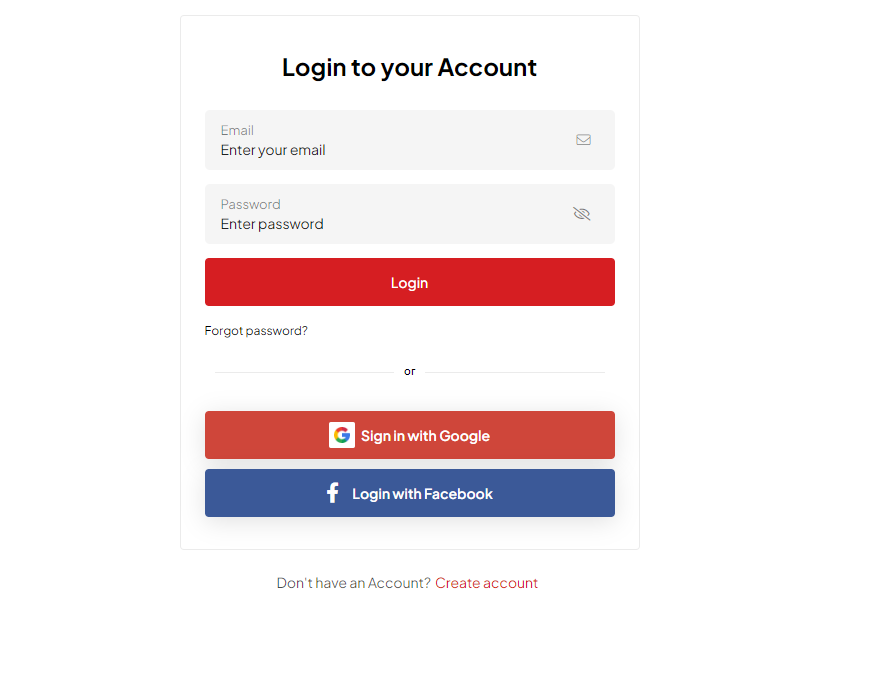 Login to your Account
Email
Enter your email
Password
Enter password
Login
Forgot password?
or
Sign in with Google
Login with Facebook
Don't have an Account? Create account